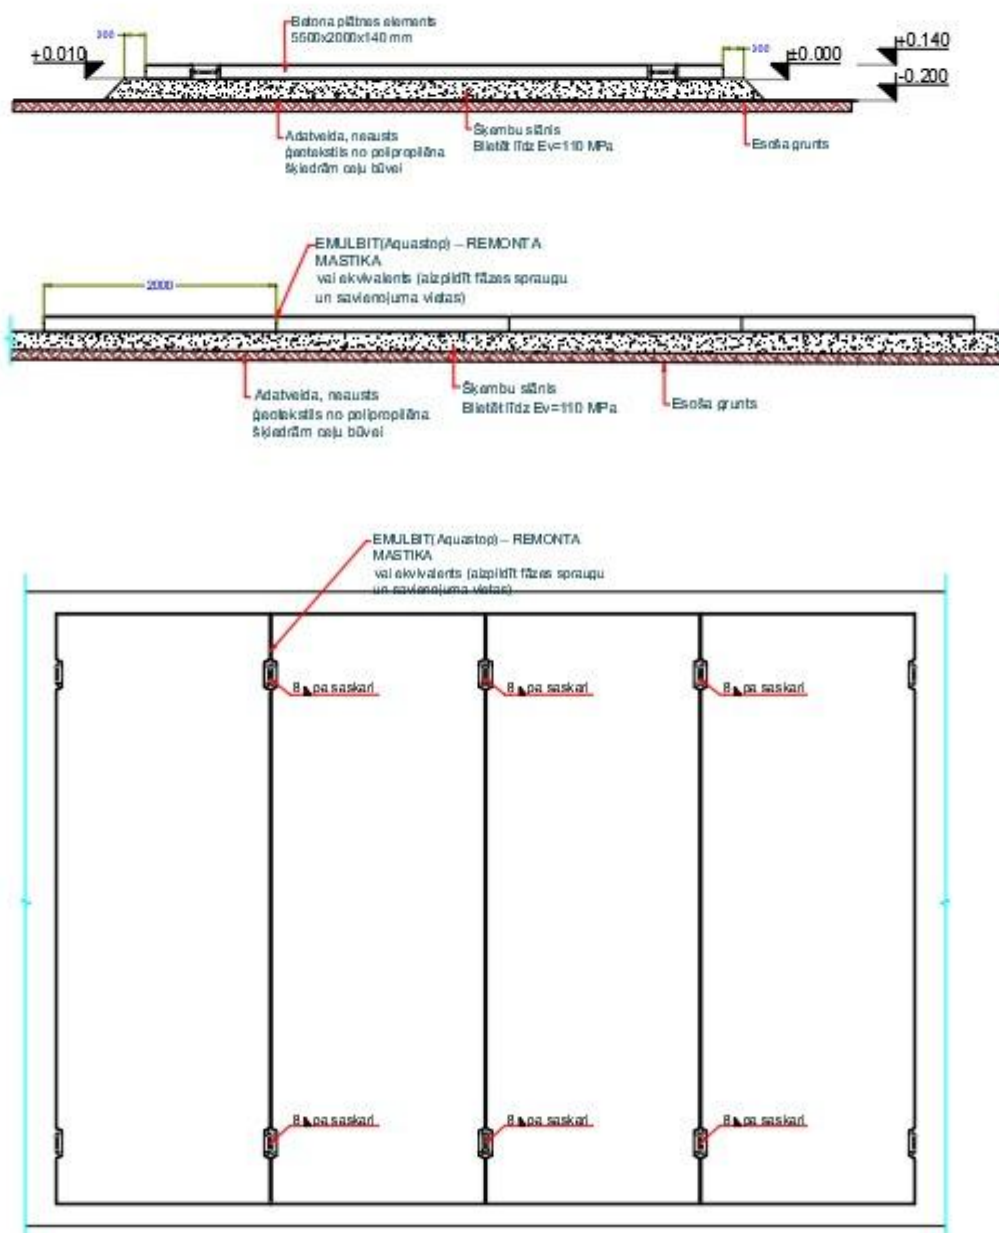 Betona plātnes elements
5500x2000x140 mm
300
300
+0.010
±0.000
+0.140
-0.200
Adatveida, neausts
ģeotekstils no polipropilēna
šķiedrām ceļu būvei
Šķembu slānis
Blietēt līdz Ev=110 MPa
Esoša grunts
EMULBIT(Aquastop) – REMONTA
MASTIKA
vai ekvivalents (aizpildīt fāzes spraugu
un savienojuma vietas)
2000
Adatveida, neausts
ģeotekstils no polipropilēna
šķiedrām ceļu būvei
Šķembu slānis
Blietēt līdz Ev=110 MPa
Esoša grunts
EMULBIT(Aquastop) – REMONTA
MASTIKA
vai ekvivalents (aizpildīt fāzes spraugu
un savienojuma vietas)
8 pa saskari
8 pa saskari
8 pa saskari
8 pa saskari
8 pa saskari
8 pa saskari